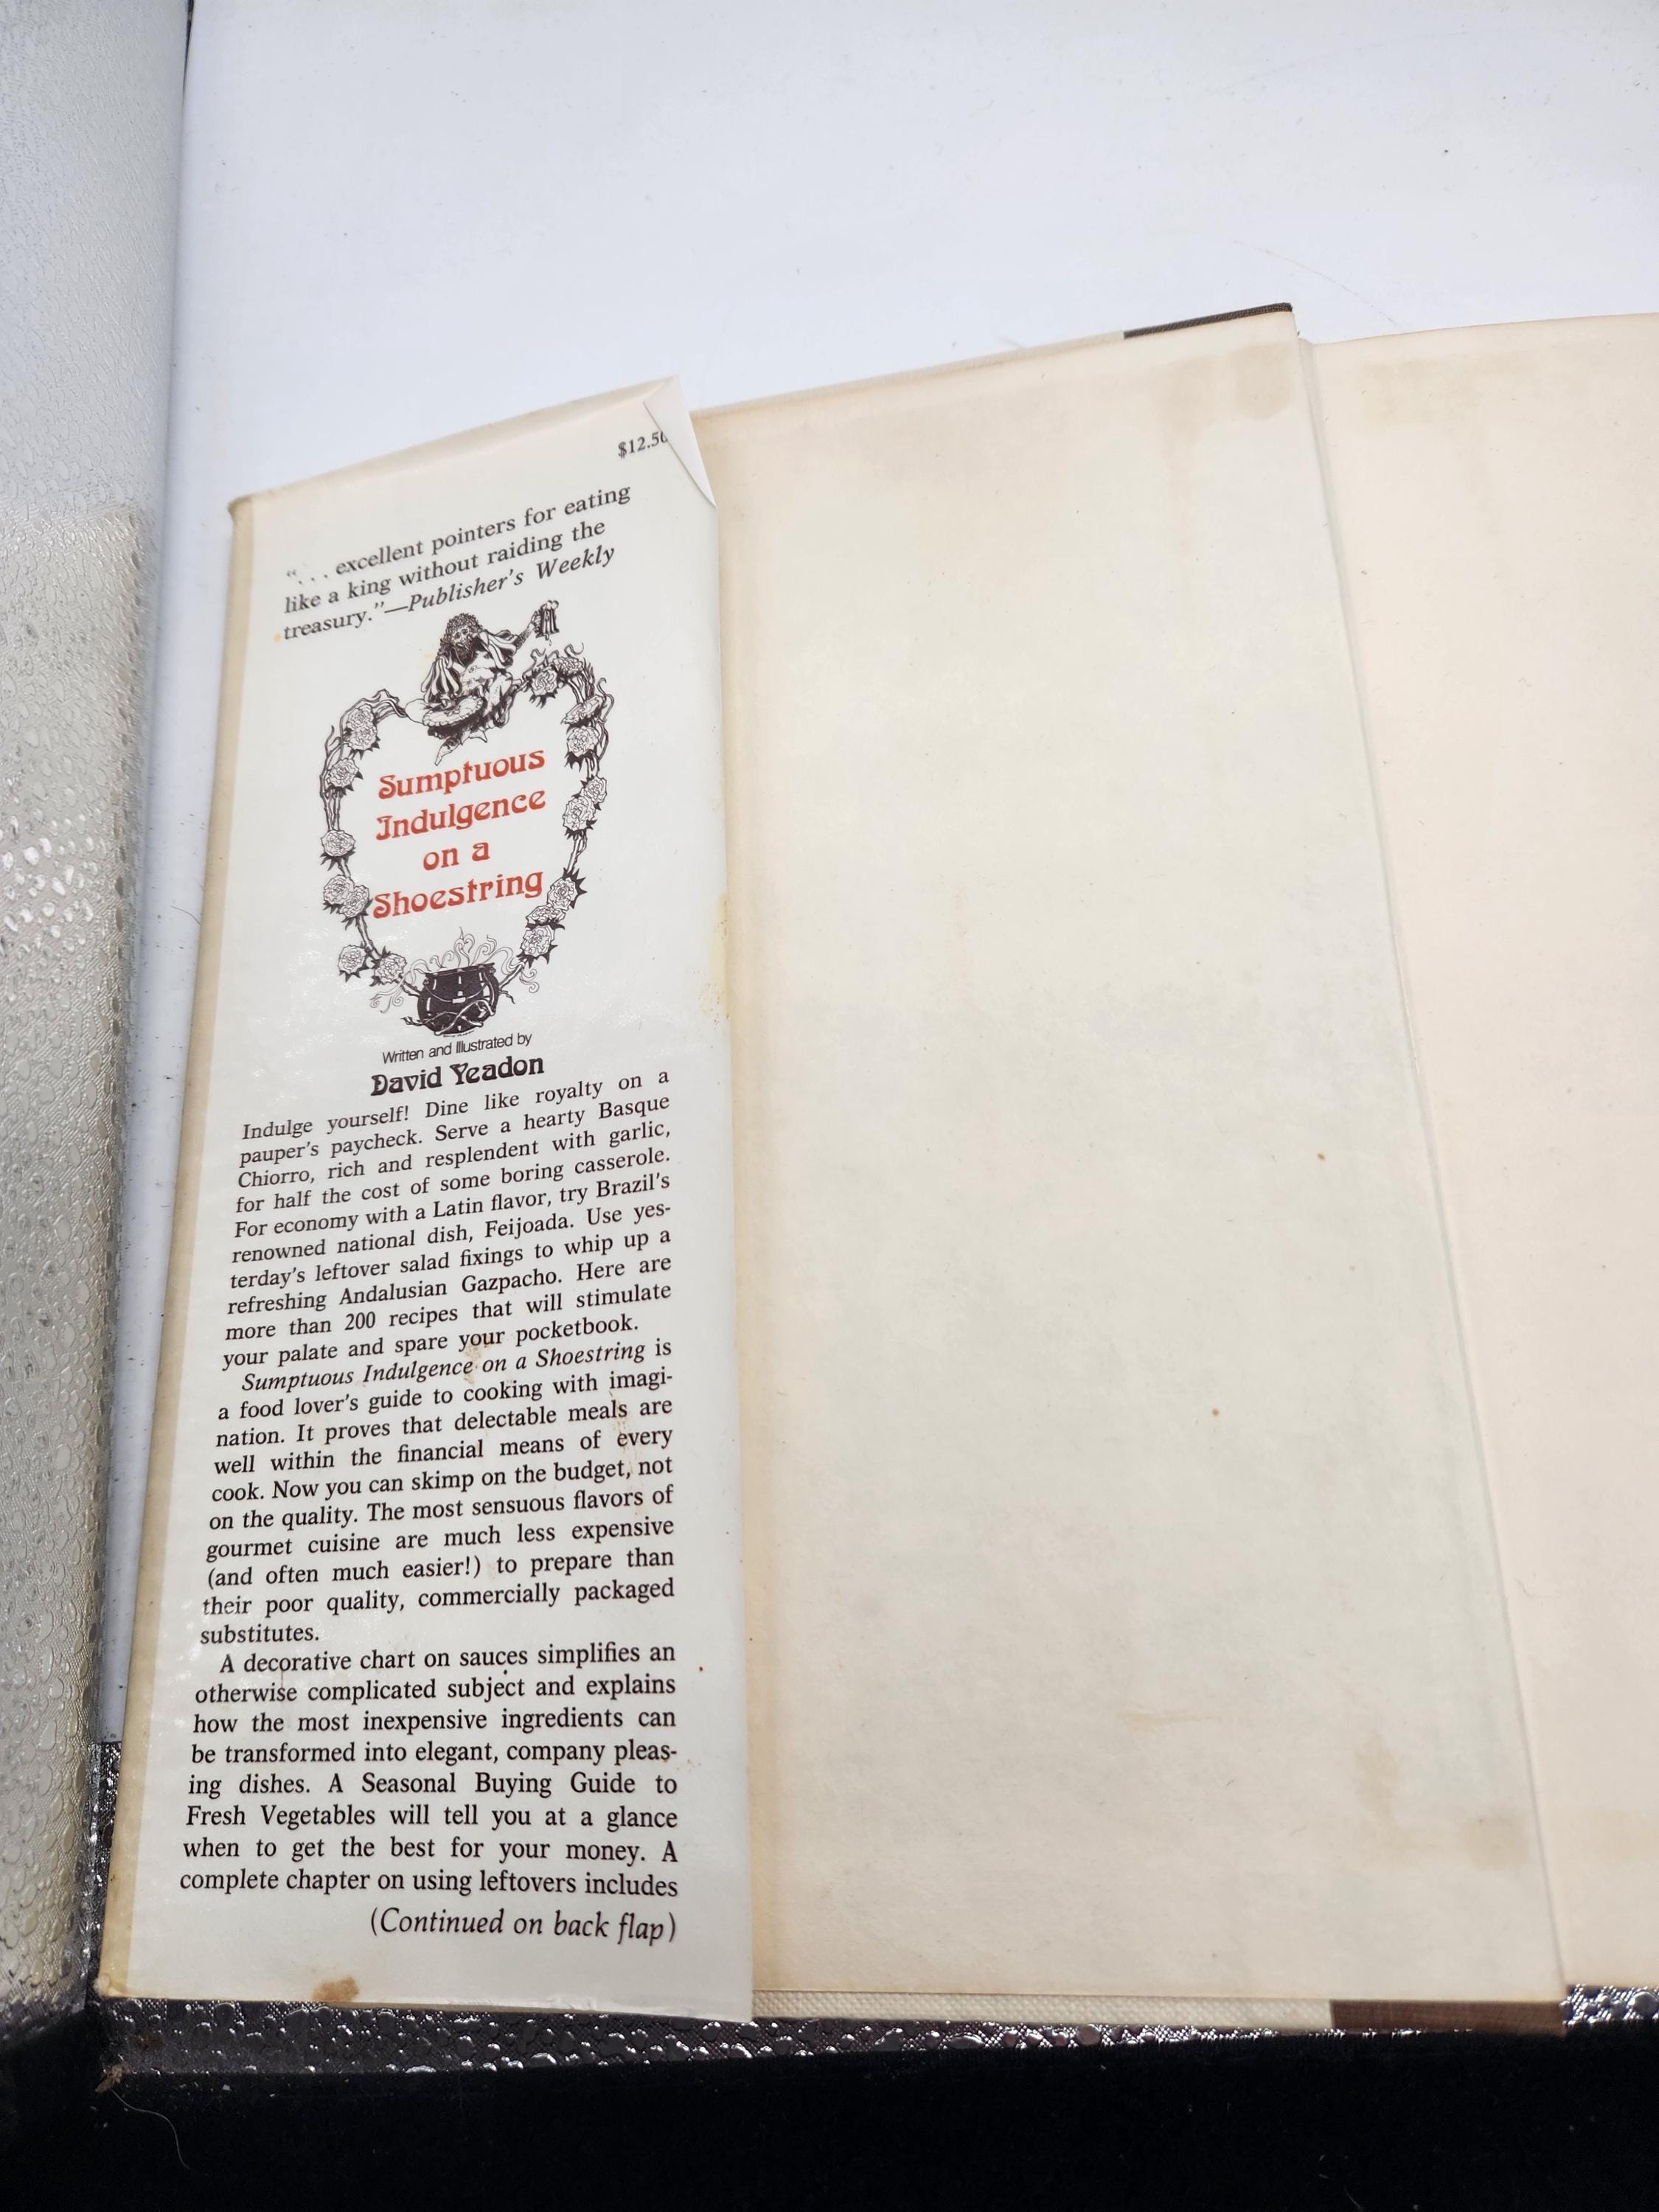 $12.50
“. . . excellent pointers for eating
like a king without raiding the
treasury.”—Publisher’s Weekly
Sumptuous
Indulgence
on a
Shoestring
Written and Illustrated by
David Yeadon
Indulge yourself! Dine like royalty on a
pauper’s paycheck. Serve a hearty Basque
Chiorro, rich and resplendent with garlic,
for half the cost of some boring casserole.
For economy with a Latin flavor, try Brazil’s
renowned national dish, Feijoada. Use yes-
terday’s leftover salad fixings to whip up a
refreshing Andalusian Gazpacho. Here are
more than 200 recipes that will stimulate
your palate and spare your pocketbook.
Sumptuous Indulgence on a Shoestring is
a food lover’s guide to cooking with imagi-
nation. It proves that delectable meals are
well within the financial means of every
cook. Now you can skimp on the budget, not
on the quality. The most sensuous flavors of
gourmet cuisine are much less expensive
(and often much easier!) to prepare than
their poor quality, commercially packaged
substitutes.
A decorative chart on sauces simplifies an
otherwise complicated subject and explains
how the most inexpensive ingredients can
be transformed into elegant, company pleas-
ing dishes. A Seasonal Buying Guide to
Fresh Vegetables will tell you at a glance
when to get the best for your money. A
complete chapter on using leftovers includes
(Continued on back flap)